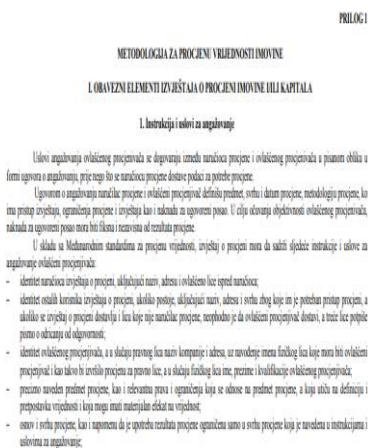 PRILOG 1
METODOLOGIJA ZA PROCJENU VRIJEDNOSTI IMOVINE
I. OBAVEZNI ELEMENTI IZVJEŠTAJA O PROCJENI IMOVINE I/ILI KAPITALA
1. Instrukcija i uslovi za angažovanje
Uslovi angažovanja ovlašćenog procjenjivača se dogovaraju između naručioca procjene i ovlašćenog procjenjivača u pisanom obliku u
formi ugovora o angažovanju, prije nego što se naručiocu procjene dostave podaci za potrebe procjene.
Ugovorom o angažovanju naručilac procjene i ovlašćeni procjenjivač definišu predmet, svrhu i datum procjene, metodologiju procjene, ko
ima pristup izvještaju, ograničenja procjene i izvještaja kao i naknadu za ugovoreni posao. U cilju očuvanja objektivnosti ovlašćenog procjenjivača,
naknada za ugovoreni posao mora biti fiksna i nezavisna od rezultata procjene.
U skladu sa Međunarodnim standardima za procjenu vrijednosti, izvještaj o procjeni mora da sadrži sljedeće instrukcije i uslove za
angažovanje ovlašćeni procjenjivača:
- identitet naručioca izvještaja o procjeni, uključujući naziv, adresu i ovlašćeno lice ispred naručioca;
- identitet ostalih korisnika izvještaja o procjeni, ukoliko postoje, uključujući naziv, adresu i svrhu zbog koje im je potreban pristup procjeni, a
ukoliko se izvještaj o procjeni dostavlja i licu koje nije naručilac procjene, neophodno je da ovlašćeni procjenjivač dostavi, a treće lice potpiše
pismo o odricanju od odgovornosti;
- identitet ovlašćenog procjenjivača, a u slučaju pravnog lica naziv kompanije i adresa, uz navođenje imena fizičkog lica koje mora biti ovlašćeni
procjenjivač i kao takvo bi izvršilo procjenu za pravno lice, a u slučaju fizičkog lica ime, prezime i kvalifikacije ovlašćenog procjenjivača;
- precizno naveden predmet procjene, kao i relevantna prava i ograničenja koja se odnose na predmet procjene, a koja utiču na definiciju i
pretpostavku vrijednosti i koja mogu imati materijalan efekat na vrijednost;
- osnov i svrhu procjene, kao i napomenu da je upotreba rezultata procjene ograničena samo u svrhu procjene koja je navedena u instrukcijama i
uslovima za angažovanje;